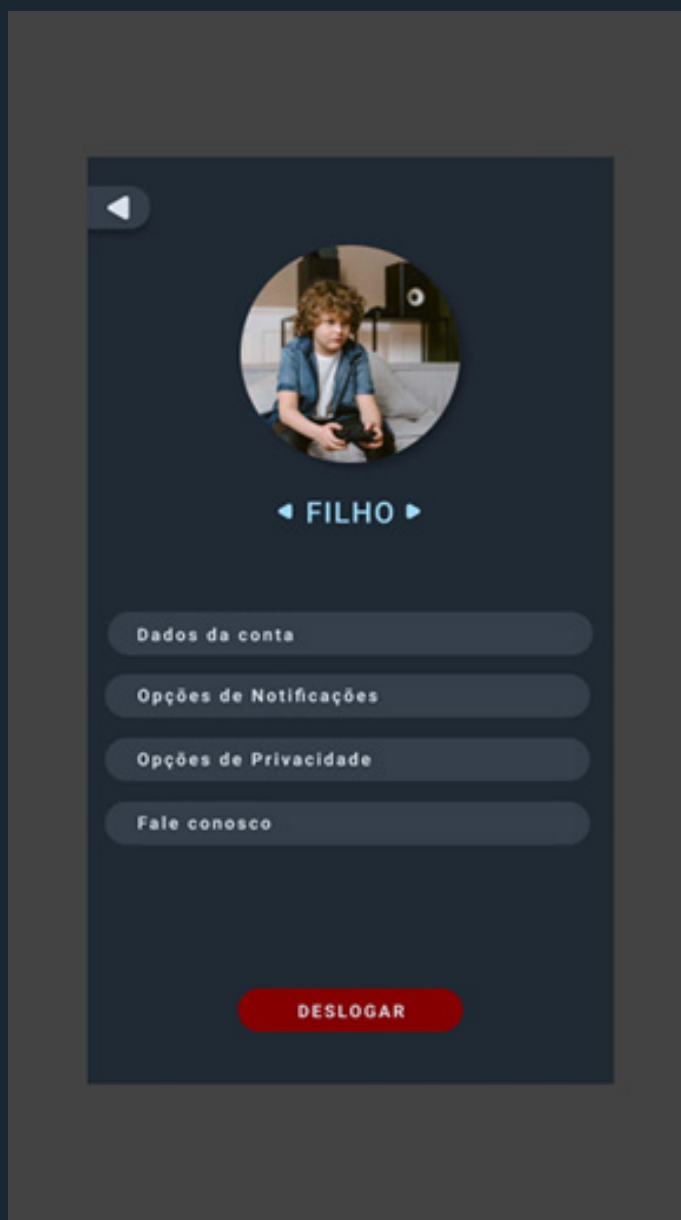 FILHO
Dados da conta
Opções de Notificações
Opções de Privacidade
Fale conosco
DESLOGAR